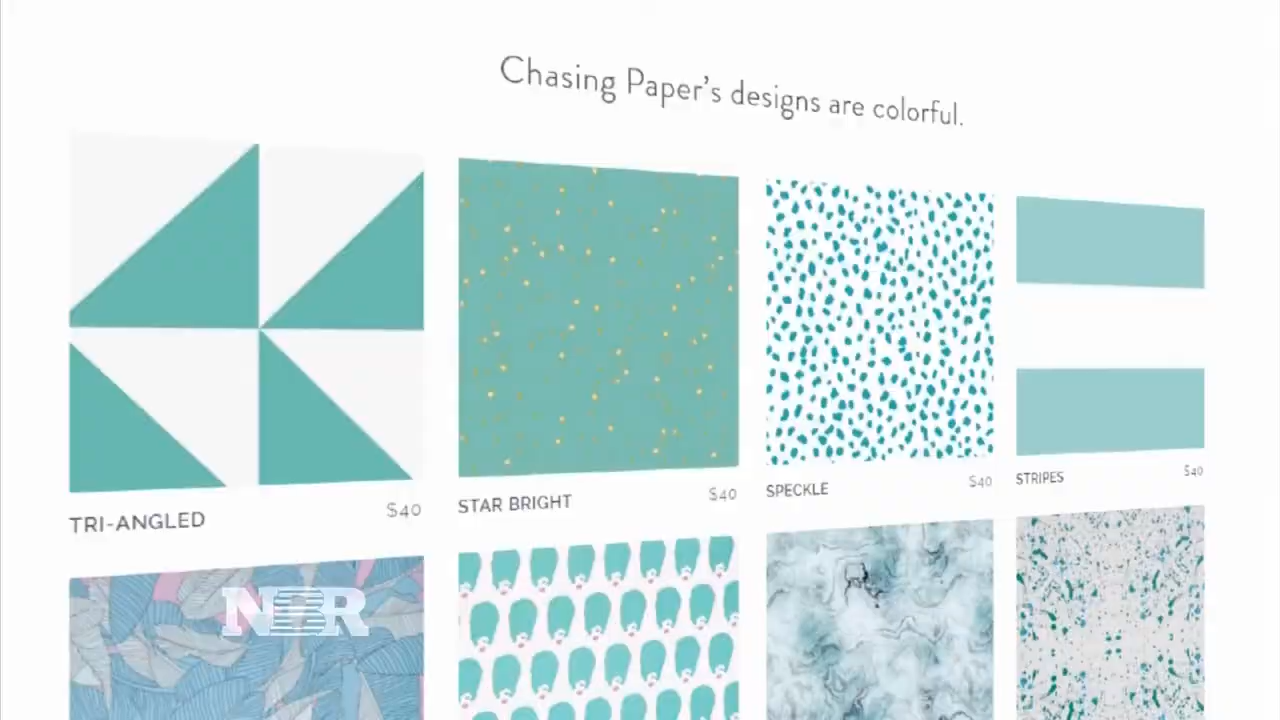 Chasing Paper's designs are colorful.
TRI-ANGLED $40
STAR BRIGHT $40
SPECKLE $40
STRIPES $40
NBR